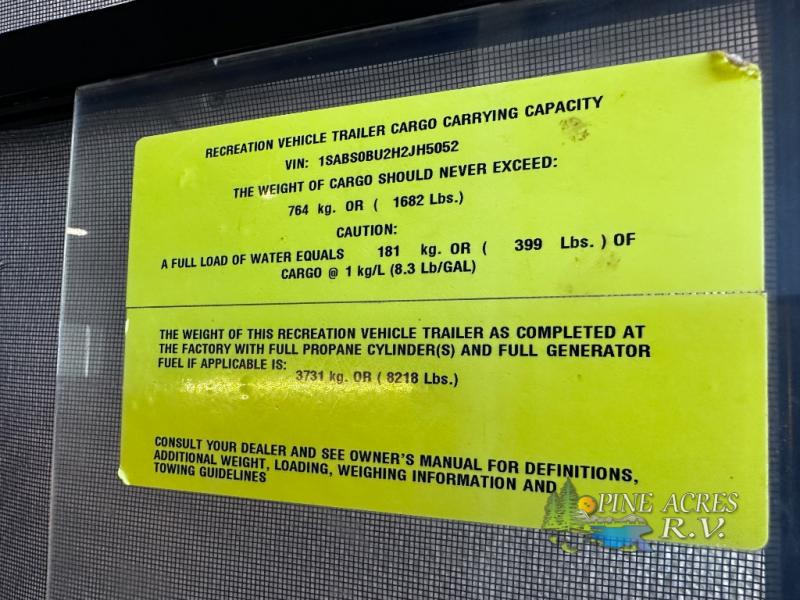 RECREATION VEHICLE TRAILER CARGO CARRYING CAPACITY
VIN: 1SABS0BU2H2JH5052
THE WEIGHT OF CARGO SHOULD NEVER EXCEED:
764 kg. OR ( 1682 Lbs.)
CAUTION:
A FULL LOAD OF WATER EQUALS 181 kg. OR ( 399 Lbs. ) OF
CARGO @ 1 kg/L (8.3 Lb/GAL)
THE WEIGHT OF THIS RECREATION VEHICLE TRAILER AS COMPLETED AT
THE FACTORY WITH FULL PROPANE CYLINDER(S) AND FULL GENERATOR
FUEL IF APPLICABLE IS:
3731 kg. OR ( 8218 Lbs.)
CONSULT YOUR DEALER AND SEE OWNER'S MANUAL FOR DEFINITIONS,
ADDITIONAL WEIGHT, LOADING, WEIGHING INFORMATION AND
TOWING GUIDELINES
PINE ACRES
R.V.